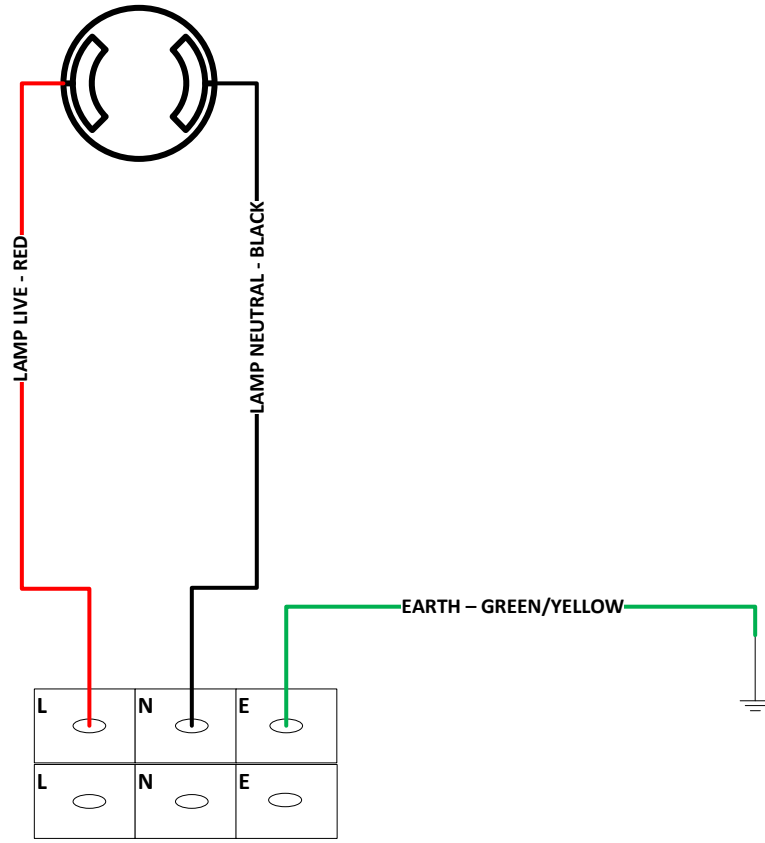 LAMP LIVE - RED
LAMP NEUTRAL - BLACK
EARTH – GREEN/YELLOW
L N E
L N E